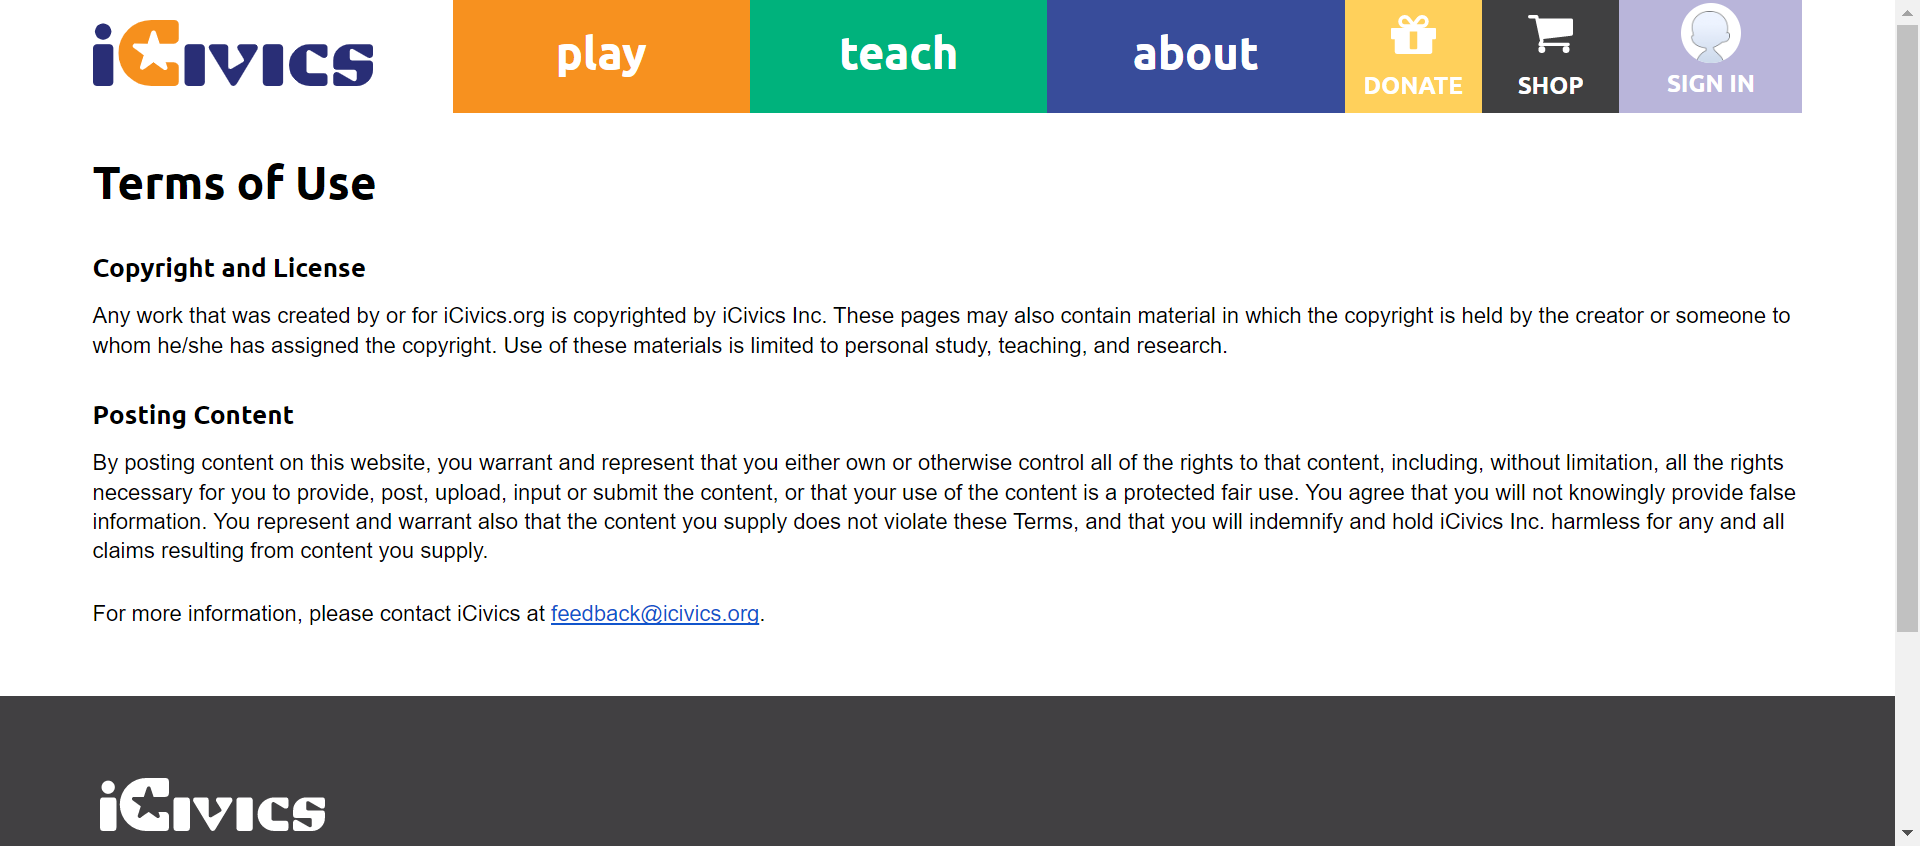 iCivics
play
teach
about
DONATE
SHOP
SIGN IN
Terms of Use
Copyright and License
Any work that was created by or for iCivics.org is copyrighted by iCivics Inc. These pages may also contain material in which the copyright is held by the creator or someone to
whom he/she has assigned the copyright. Use of these materials is limited to personal study, teaching, and research.
Posting Content
By posting content on this website, you warrant and represent that you either own or otherwise control all of the rights to that content, including, without limitation, all the rights
necessary for you to provide, post, upload, input or submit the content, or that your use of the content is a protected fair use. You agree that you will not knowingly provide false
information. You represent and warrant also that the content you supply does not violate these Terms, and that you will indemnify and hold iCivics Inc. harmless for any and all
claims resulting from content you supply.
For more information, please contact iCivics at feedback@icivics.org.
iCivics